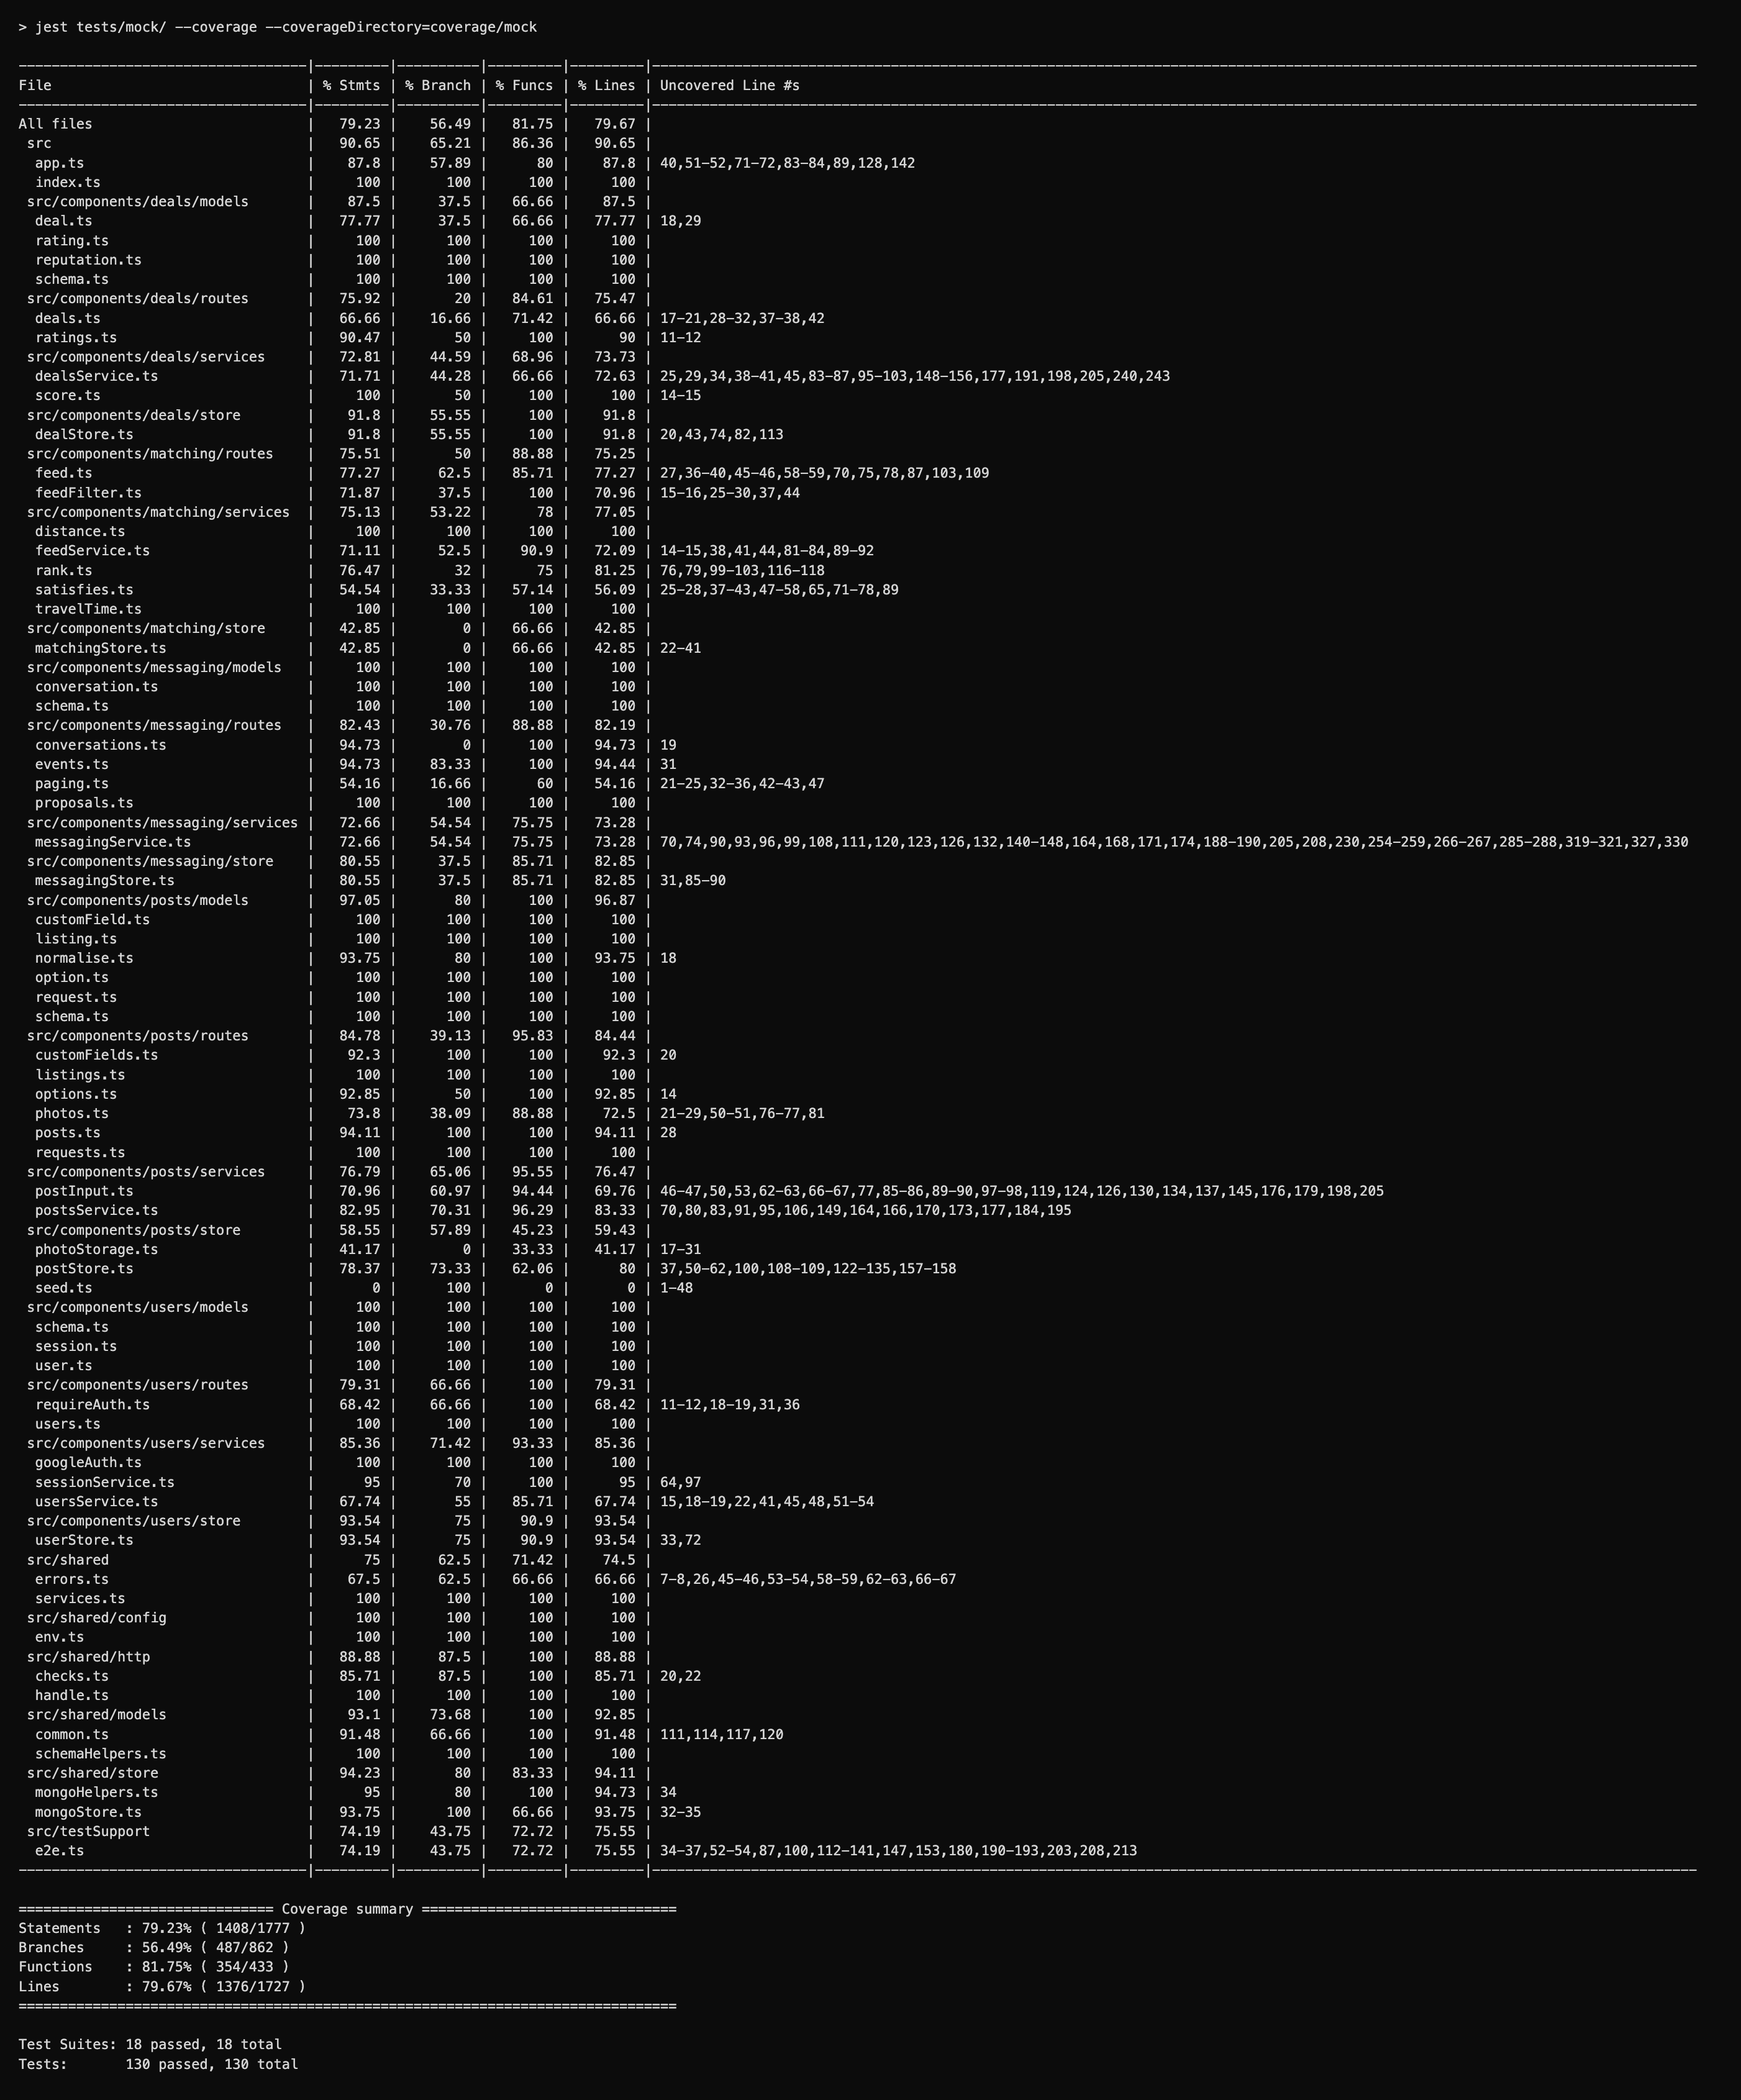 > jest tests/mock/ --coverage --coverageDirectory=coverage/mock
-----------------------------------|---------|----------|---------|---------|-------------------------------------------------------------------------------------------------------------------------------
File                               | % Stmts | % Branch | % Funcs | % Lines | Uncovered Line #s
-----------------------------------|---------|----------|---------|---------|-------------------------------------------------------------------------------------------------------------------------------
All files                          |   79.23 |    56.49 |   81.75 |   79.67 |
 src                               |   90.65 |    65.21 |   86.36 |   90.65 |
  app.ts                           |    87.8 |    57.89 |      80 |    87.8 | 40,51-52,71-72,83-84,89,128,142
  index.ts                         |     100 |      100 |     100 |     100 |
 src/components/deals/models       |    87.5 |     37.5 |   66.66 |    87.5 |
  deal.ts                          |   77.77 |     37.5 |   66.66 |   77.77 | 18,29
  rating.ts                        |     100 |      100 |     100 |     100 |
  reputation.ts                    |     100 |      100 |     100 |     100 |
  schema.ts                        |     100 |      100 |     100 |     100 |
 src/components/deals/routes       |   75.92 |       20 |   84.61 |   75.47 |
  deals.ts                         |   66.66 |    16.66 |   71.42 |   66.66 | 17-21,28-32,37-38,42
  ratings.ts                       |   90.47 |       50 |     100 |      90 | 11-12
 src/components/deals/services     |   72.81 |    44.59 |   68.96 |   73.73 |
  dealsService.ts                  |   71.71 |    44.28 |   66.66 |   72.63 | 25,29,34,38-41,45,83-87,95-103,148-156,177,191,198,205,240,243
  score.ts                         |     100 |       50 |     100 |     100 | 14-15
 src/components/deals/store        |    91.8 |    55.55 |     100 |    91.8 |
  dealStore.ts                     |    91.8 |    55.55 |     100 |    91.8 | 20,43,74,82,113
 src/components/matching/routes    |   75.51 |       50 |   88.88 |   75.25 |
  feed.ts                          |   77.27 |     62.5 |   85.71 |   77.27 | 27,36-40,45-46,58-59,70,75,78,87,103,109
  feedFilter.ts                    |   71.87 |     37.5 |     100 |   70.96 | 15-16,25-30,37,44
 src/components/matching/services  |   75.13 |    53.22 |      78 |   77.05 |
  distance.ts                      |     100 |      100 |     100 |     100 |
  feedService.ts                   |   71.11 |     52.5 |    90.9 |   72.09 | 14-15,38,41,44,81-84,89-92
  rank.ts                          |   76.47 |       32 |      75 |   81.25 | 76,79,99-103,116-118
  satisfies.ts                     |   54.54 |    33.33 |   57.14 |   56.09 | 25-28,37-43,47-58,65,71-78,89
  travelTime.ts                    |     100 |      100 |     100 |     100 |
 src/components/matching/store     |   42.85 |        0 |   66.66 |   42.85 |
  matchingStore.ts                 |   42.85 |        0 |   66.66 |   42.85 | 22-41
 src/components/messaging/models   |     100 |      100 |     100 |     100 |
  conversation.ts                  |     100 |      100 |     100 |     100 |
  schema.ts                        |     100 |      100 |     100 |     100 |
 src/components/messaging/routes   |   82.43 |    30.76 |   88.88 |   82.19 |
  conversations.ts                 |   94.73 |        0 |     100 |   94.73 | 19
  events.ts                        |   94.73 |    83.33 |     100 |   94.44 | 31
  paging.ts                        |   54.16 |    16.66 |      60 |   54.16 | 21-25,32-36,42-43,47
  proposals.ts                     |     100 |      100 |     100 |     100 |
 src/components/messaging/services |   72.66 |    54.54 |   75.75 |   73.28 |
  messagingService.ts              |   72.66 |    54.54 |   75.75 |   73.28 | 70,74,90,93,96,99,108,111,120,123,126,132,140-148,164,168,171,174,188-190,205,208,230,254-259,266-267,285-288,319-321,327,330
 src/components/messaging/store    |   80.55 |     37.5 |   85.71 |   82.85 |
  messagingStore.ts                |   80.55 |     37.5 |   85.71 |   82.85 | 31,85-90
 src/components/posts/models       |   97.05 |       80 |     100 |   96.87 |
  customField.ts                   |     100 |      100 |     100 |     100 |
  listing.ts                       |     100 |      100 |     100 |     100 |
  normalise.ts                     |   93.75 |       80 |     100 |   93.75 | 18
  option.ts                        |     100 |      100 |     100 |     100 |
  request.ts                       |     100 |      100 |     100 |     100 |
  schema.ts                        |     100 |      100 |     100 |     100 |
 src/components/posts/routes       |   84.78 |    39.13 |   95.83 |   84.44 |
  customFields.ts                  |    92.3 |      100 |     100 |    92.3 | 20
  listings.ts                      |     100 |      100 |     100 |     100 |
  options.ts                       |   92.85 |       50 |     100 |   92.85 | 14
  photos.ts                        |    73.8 |    38.09 |   88.88 |    72.5 | 21-29,50-51,76-77,81
  posts.ts                         |   94.11 |      100 |     100 |   94.11 | 28
  requests.ts                      |     100 |      100 |     100 |     100 |
 src/components/posts/services     |   76.79 |    65.06 |   95.55 |   76.47 |
  postInput.ts                     |   70.96 |    60.97 |   94.44 |   69.76 | 46-47,50,53,62-63,66-67,77,85-86,89-90,97-98,119,124,126,130,134,137,145,176,179,198,205
  postsService.ts                  |   82.95 |    70.31 |   96.29 |   83.33 | 70,80,83,91,95,106,149,164,166,170,173,177,184,195
 src/components/posts/store        |   58.55 |    57.89 |   45.23 |   59.43 |
  photoStorage.ts                  |   41.17 |        0 |   33.33 |   41.17 | 17-31
  postStore.ts                     |   78.37 |    73.33 |   62.06 |      80 | 37,50-62,100,108-109,122-135,157-158
  seed.ts                          |       0 |      100 |       0 |       0 | 1-48
 src/components/users/models       |     100 |      100 |     100 |     100 |
  schema.ts                        |     100 |      100 |     100 |     100 |
  session.ts                       |     100 |      100 |     100 |     100 |
  user.ts                          |     100 |      100 |     100 |     100 |
 src/components/users/routes       |   79.31 |    66.66 |     100 |   79.31 |
  requireAuth.ts                   |   68.42 |    66.66 |     100 |   68.42 | 11-12,18-19,31,36
  users.ts                         |     100 |      100 |     100 |     100 |
 src/components/users/services     |   85.36 |    71.42 |   93.33 |   85.36 |
  googleAuth.ts                    |     100 |      100 |     100 |     100 |
  sessionService.ts                |      95 |       70 |     100 |      95 | 64,97
  usersService.ts                  |   67.74 |       55 |   85.71 |   67.74 | 15,18-19,22,41,45,48,51-54
 src/components/users/store        |   93.54 |       75 |    90.9 |   93.54 |
  userStore.ts                     |   93.54 |       75 |    90.9 |   93.54 | 33,72
 src/shared                        |      75 |     62.5 |   71.42 |    74.5 |
  errors.ts                        |    67.5 |     62.5 |   66.66 |   66.66 | 7-8,26,45-46,53-54,58-59,62-63,66-67
  services.ts                      |     100 |      100 |     100 |     100 |
 src/shared/config                 |     100 |      100 |     100 |     100 |
  env.ts                           |     100 |      100 |     100 |     100 |
 src/shared/http                   |   88.88 |     87.5 |     100 |   88.88 |
  checks.ts                        |   85.71 |     87.5 |     100 |   85.71 | 20,22
  handle.ts                        |     100 |      100 |     100 |     100 |
 src/shared/models                 |    93.1 |    73.68 |     100 |   92.85 |
  common.ts                        |   91.48 |    66.66 |     100 |   91.48 | 111,114,117,120
  schemaHelpers.ts                 |     100 |      100 |     100 |     100 |
 src/shared/store                  |   94.23 |       80 |   83.33 |   94.11 |
  mongoHelpers.ts                  |      95 |       80 |     100 |   94.73 | 34
  mongoStore.ts                    |   93.75 |      100 |   66.66 |   93.75 | 32-35
 src/testSupport                   |   74.19 |    43.75 |   72.72 |   75.55 |
  e2e.ts                           |   74.19 |    43.75 |   72.72 |   75.55 | 34-37,52-54,87,100,112-141,147,153,180,190-193,203,208,213
-----------------------------------|---------|----------|---------|---------|-------------------------------------------------------------------------------------------------------------------------------
=============================== Coverage summary ===============================
Statements   : 79.23% ( 1408/1777 )
Branches     : 56.49% ( 487/862 )
Functions    : 81.75% ( 354/433 )
Lines        : 79.67% ( 1376/1727 )
================================================================================
Test Suites: 18 passed, 18 total
Tests:       130 passed, 130 total